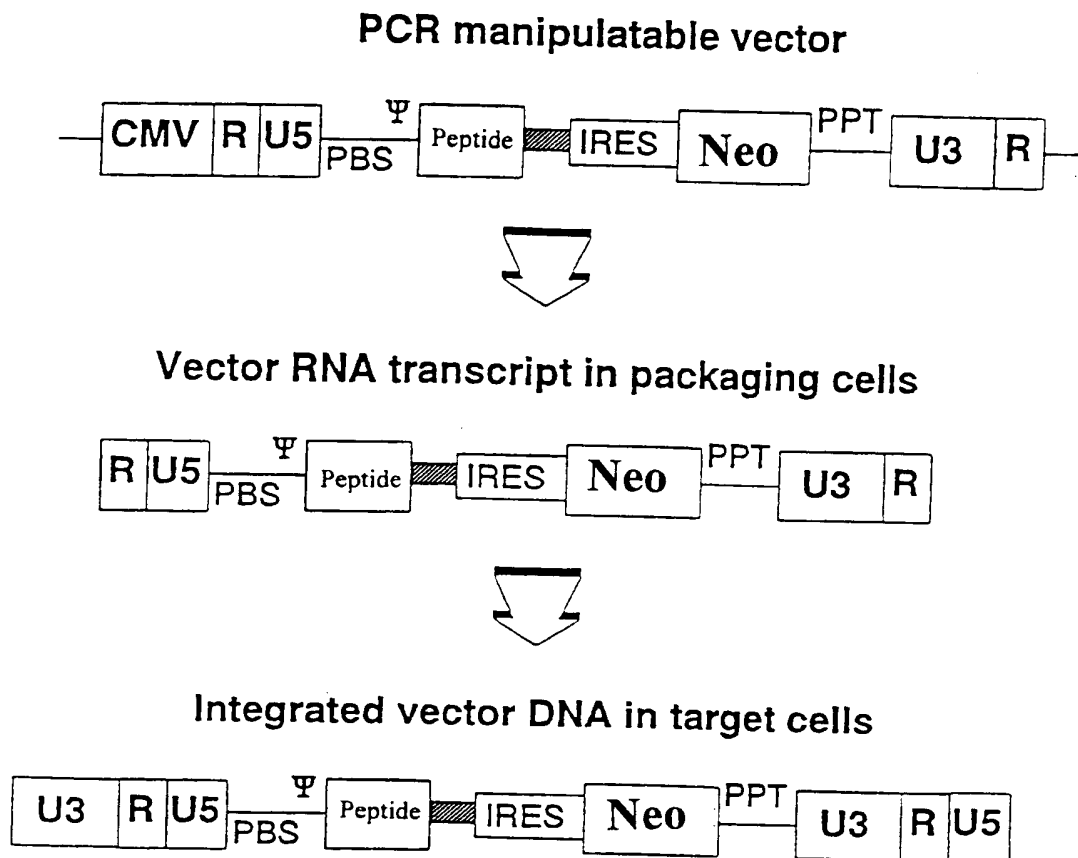 PCR manipulatable vector
CMV R U5 PBS Ψ Peptide IRES Neo PPT U3 R
Vector RNA transcript in packaging cells
R U5 PBS Ψ Peptide IRES Neo PPT U3 R
Integrated vector DNA in target cells
U3 R U5 PBS Ψ Peptide IRES Neo PPT U3 R U5